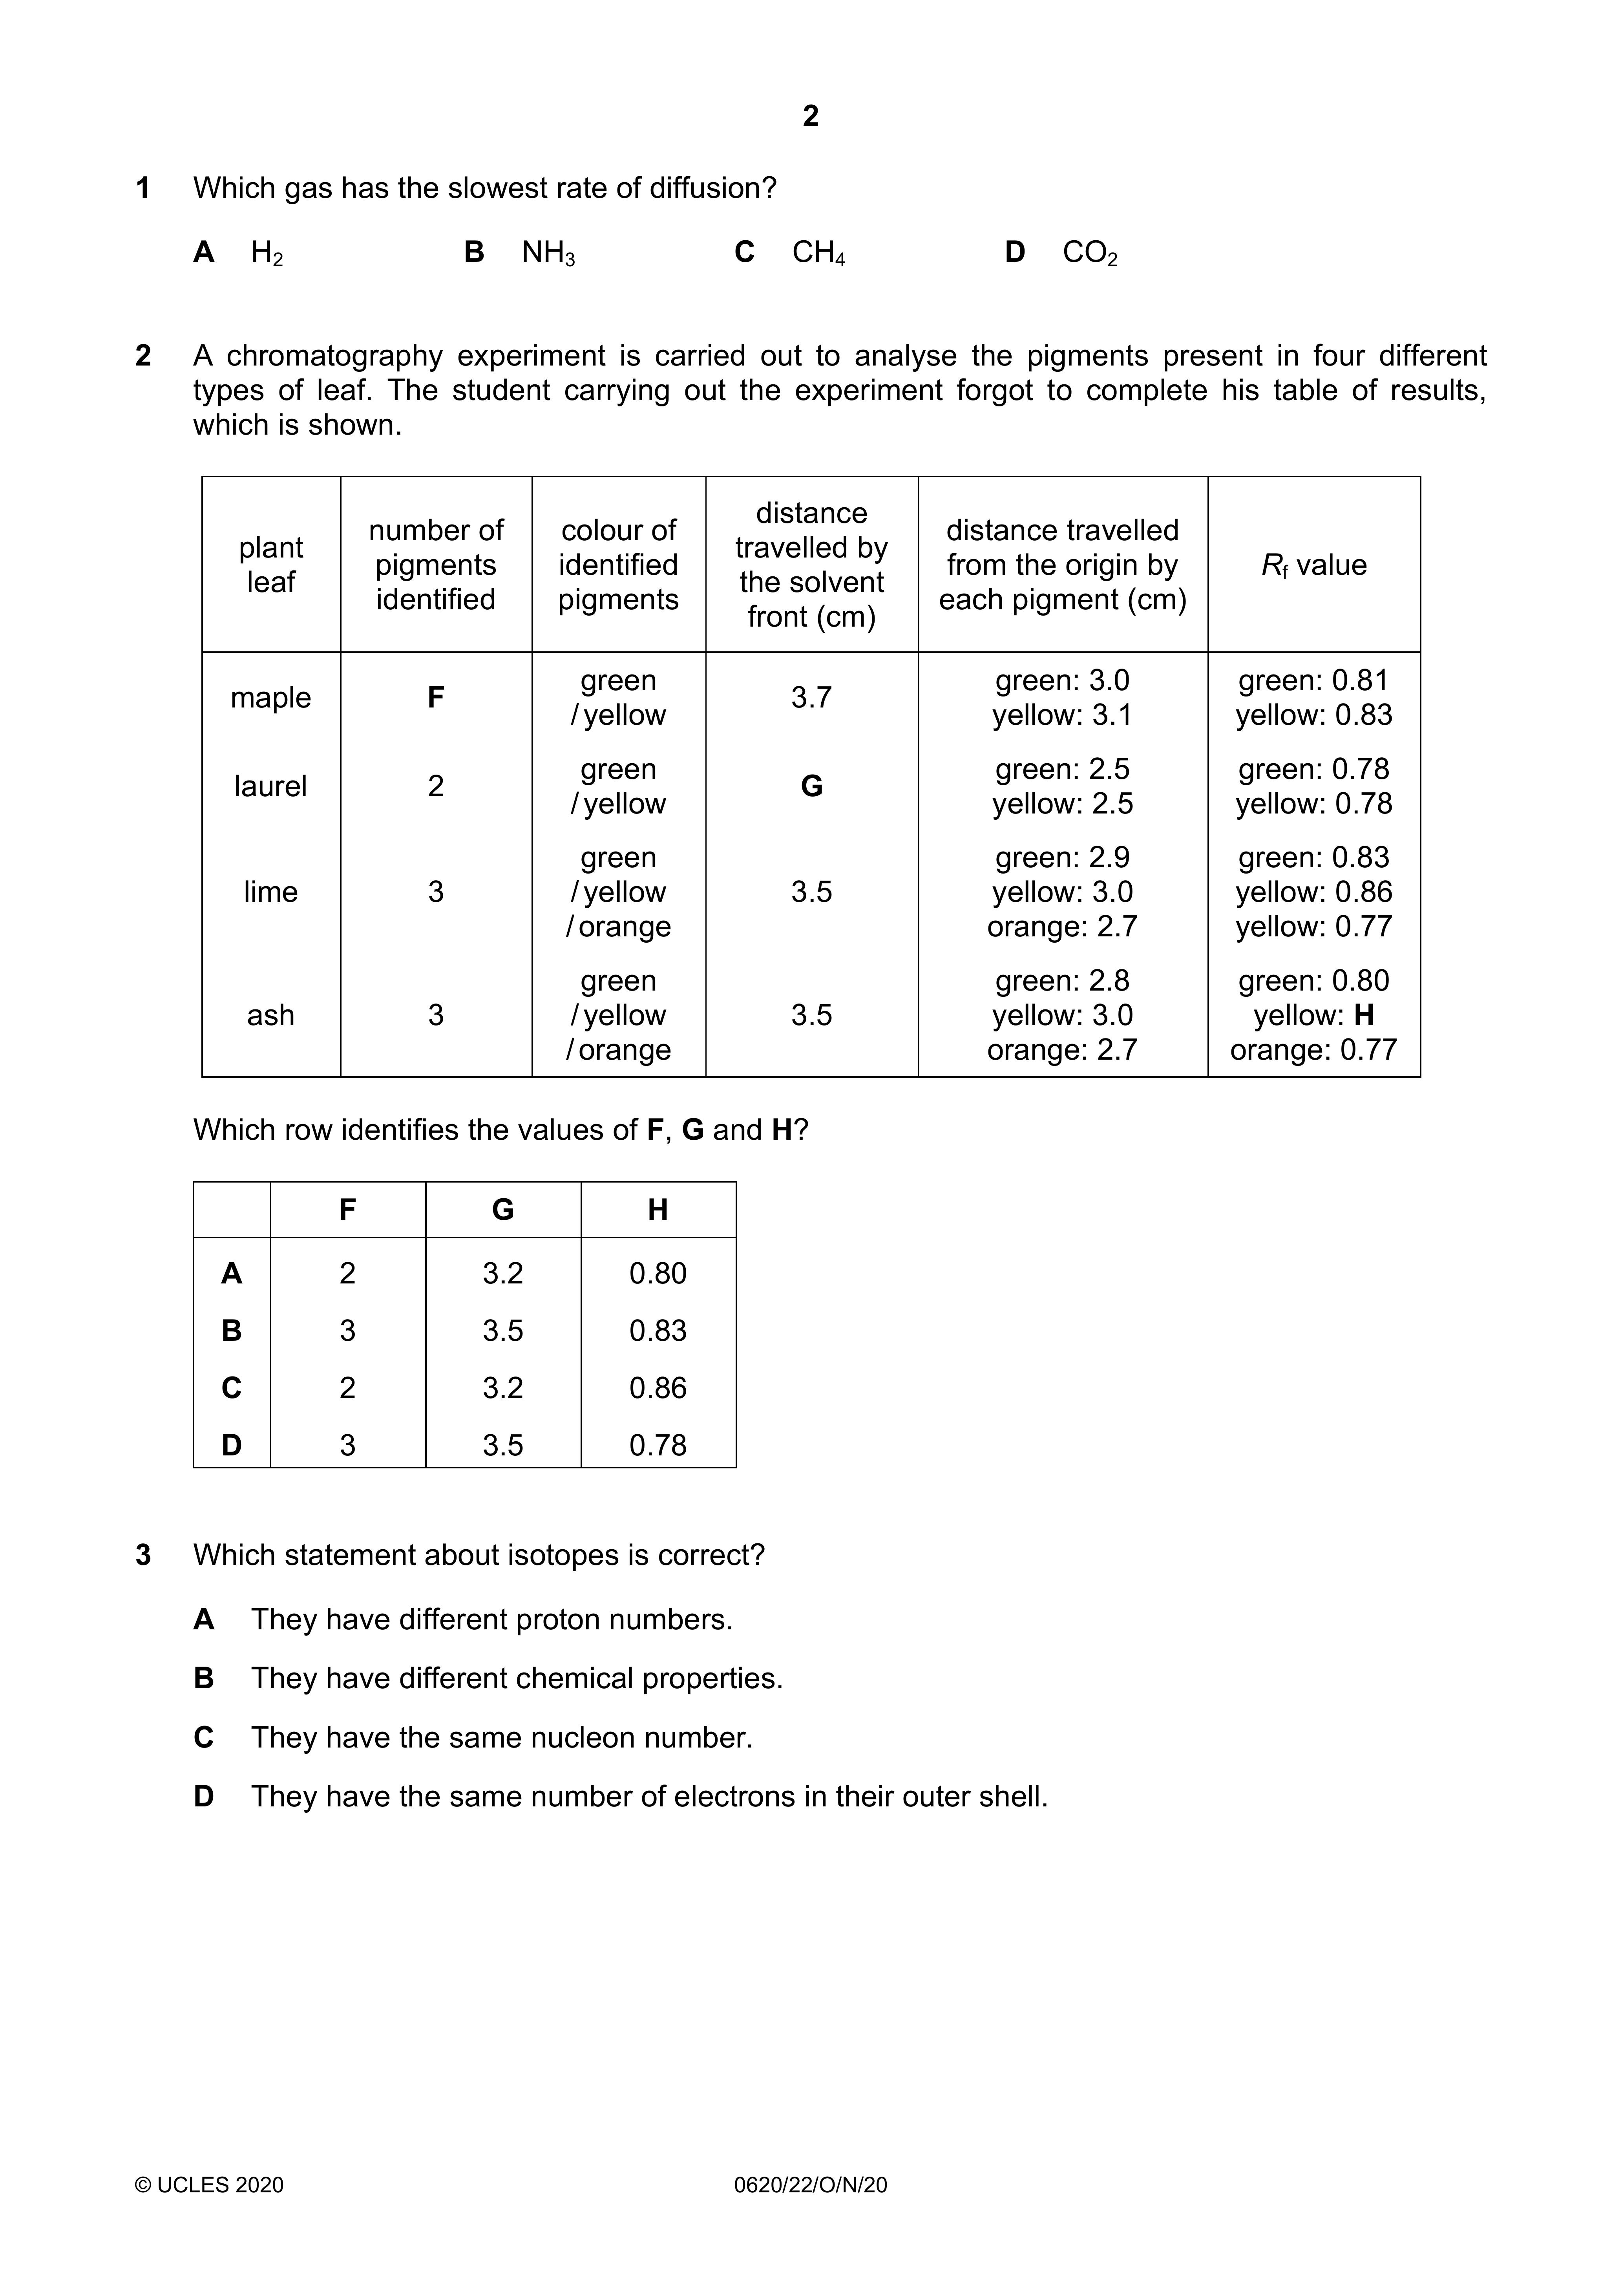 2
1 Which gas has the slowest rate of diffusion?
A H₂ B NH₃ C CH₄ D CO₂
2 A chromatography experiment is carried out to analyse the pigments present in four different
types of leaf. The student carrying out the experiment forgot to complete his table of results,
which is shown.
plant leaf | number of pigments identified | colour of identified pigments | distance travelled by the solvent front (cm) | distance travelled from the origin by each pigment (cm) | Rf value
maple | F | green / yellow | 3.7 | green: 3.0 yellow: 3.1 | green: 0.81 yellow: 0.83
laurel | 2 | green / yellow | G | green: 2.5 yellow: 2.5 | green: 0.78 yellow: 0.78
lime | 3 | green / yellow / orange | 3.5 | green: 2.9 yellow: 3.0 orange: 2.7 | green: 0.83 yellow: 0.86 yellow: 0.77
ash | 3 | green / yellow / orange | 3.5 | green: 2.8 yellow: 3.0 orange: 2.7 | green: 0.80 yellow: H orange: 0.77
Which row identifies the values of F, G and H?
F G H
A 2 3.2 0.80
B 3 3.5 0.83
C 2 3.2 0.86
D 3 3.5 0.78
3 Which statement about isotopes is correct?
A They have different proton numbers.
B They have different chemical properties.
C They have the same nucleon number.
D They have the same number of electrons in their outer shell.
© UCLES 2020 0620/22/O/N/20